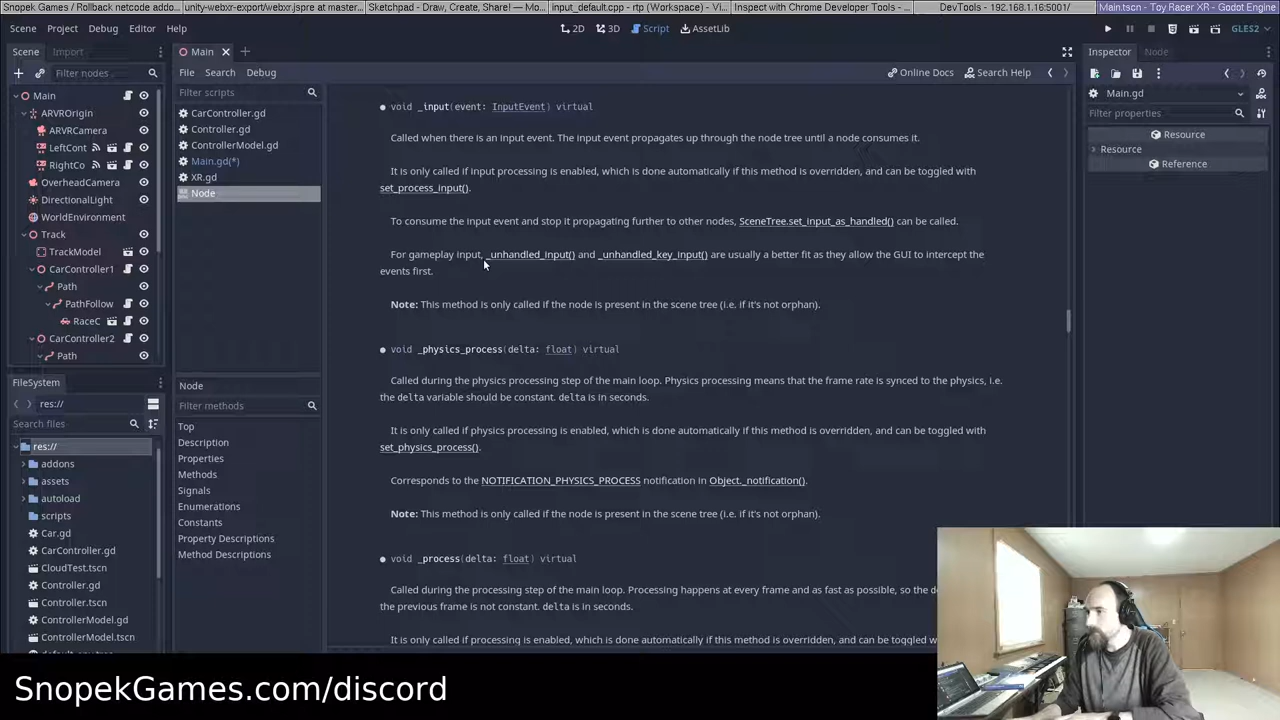 Snopek Games / Rollback netcode addo...
unity-webxr-export/webxr.jspre at master...
Sketchpad - Draw, Create, Share! — Mo...
input_default.cpp - rtp (Workspace) - Vi...
Inspect with Chrome Developer Tools - ...
DevTools - 192.168.1.16:5001/
Main.tscn - Toy Racer XR - Godot Engine
Scene Project Debug Editor Help
2D 3D Script AssetLib
GLES2
Scene Import
Main
Inspector Node
Filter nodes
File Search Debug
Online Docs Search Help
Main
ARVROrigin
ARVRCamera
LeftCont
RightCo
OverheadCamera
DirectionalLight
WorldEnvironment
Track
TrackModel
CarController1
Path
PathFollow
RaceC
CarController2
Path
FileSystem
res://
Search files
res://
addons
assets
autoload
scripts
Car.gd
CarController.gd
CloudTest.tscn
Controller.gd
Controller.tscn
ControllerModel.gd
ControllerModel.tscn
Filter scripts
CarController.gd
Controller.gd
ControllerModel.gd
Main.gd(*)
XR.gd
Node
Node
Filter methods
Top
Description
Properties
Methods
Signals
Enumerations
Constants
Property Descriptions
Method Descriptions
void _input(event: InputEvent) virtual
Called when there is an input event. The input event propagates up through the node tree until a node consumes it.
It is only called if input processing is enabled, which is done automatically if this method is overridden, and can be toggled with
set_process_input().
To consume the input event and stop it propagating further to other nodes, SceneTree.set_input_as_handled() can be called.
For gameplay input, _unhandled_input() and _unhandled_key_input() are usually a better fit as they allow the GUI to intercept the
events first.
Note: This method is only called if the node is present in the scene tree (i.e. if it's not orphan).
void _physics_process(delta: float) virtual
Called during the physics processing step of the main loop. Physics processing means that the frame rate is synced to the physics, i.e.
the delta variable should be constant. delta is in seconds.
It is only called if physics processing is enabled, which is done automatically if this method is overridden, and can be toggled with
set_physics_process().
Corresponds to the NOTIFICATION_PHYSICS_PROCESS notification in Object._notification().
Note: This method is only called if the node is present in the scene tree (i.e. if it's not orphan).
void _process(delta: float) virtual
Called during the processing step of the main loop. Processing happens at every frame and as fast as possible, so the
the previous frame is not constant. delta is in seconds.
It is only called if processing is enabled, which is done automatically if this method is overridden, and can be toggled w
Main.gd
Filter properties
Resource
Resource
Reference
SnopekGames.com/discord